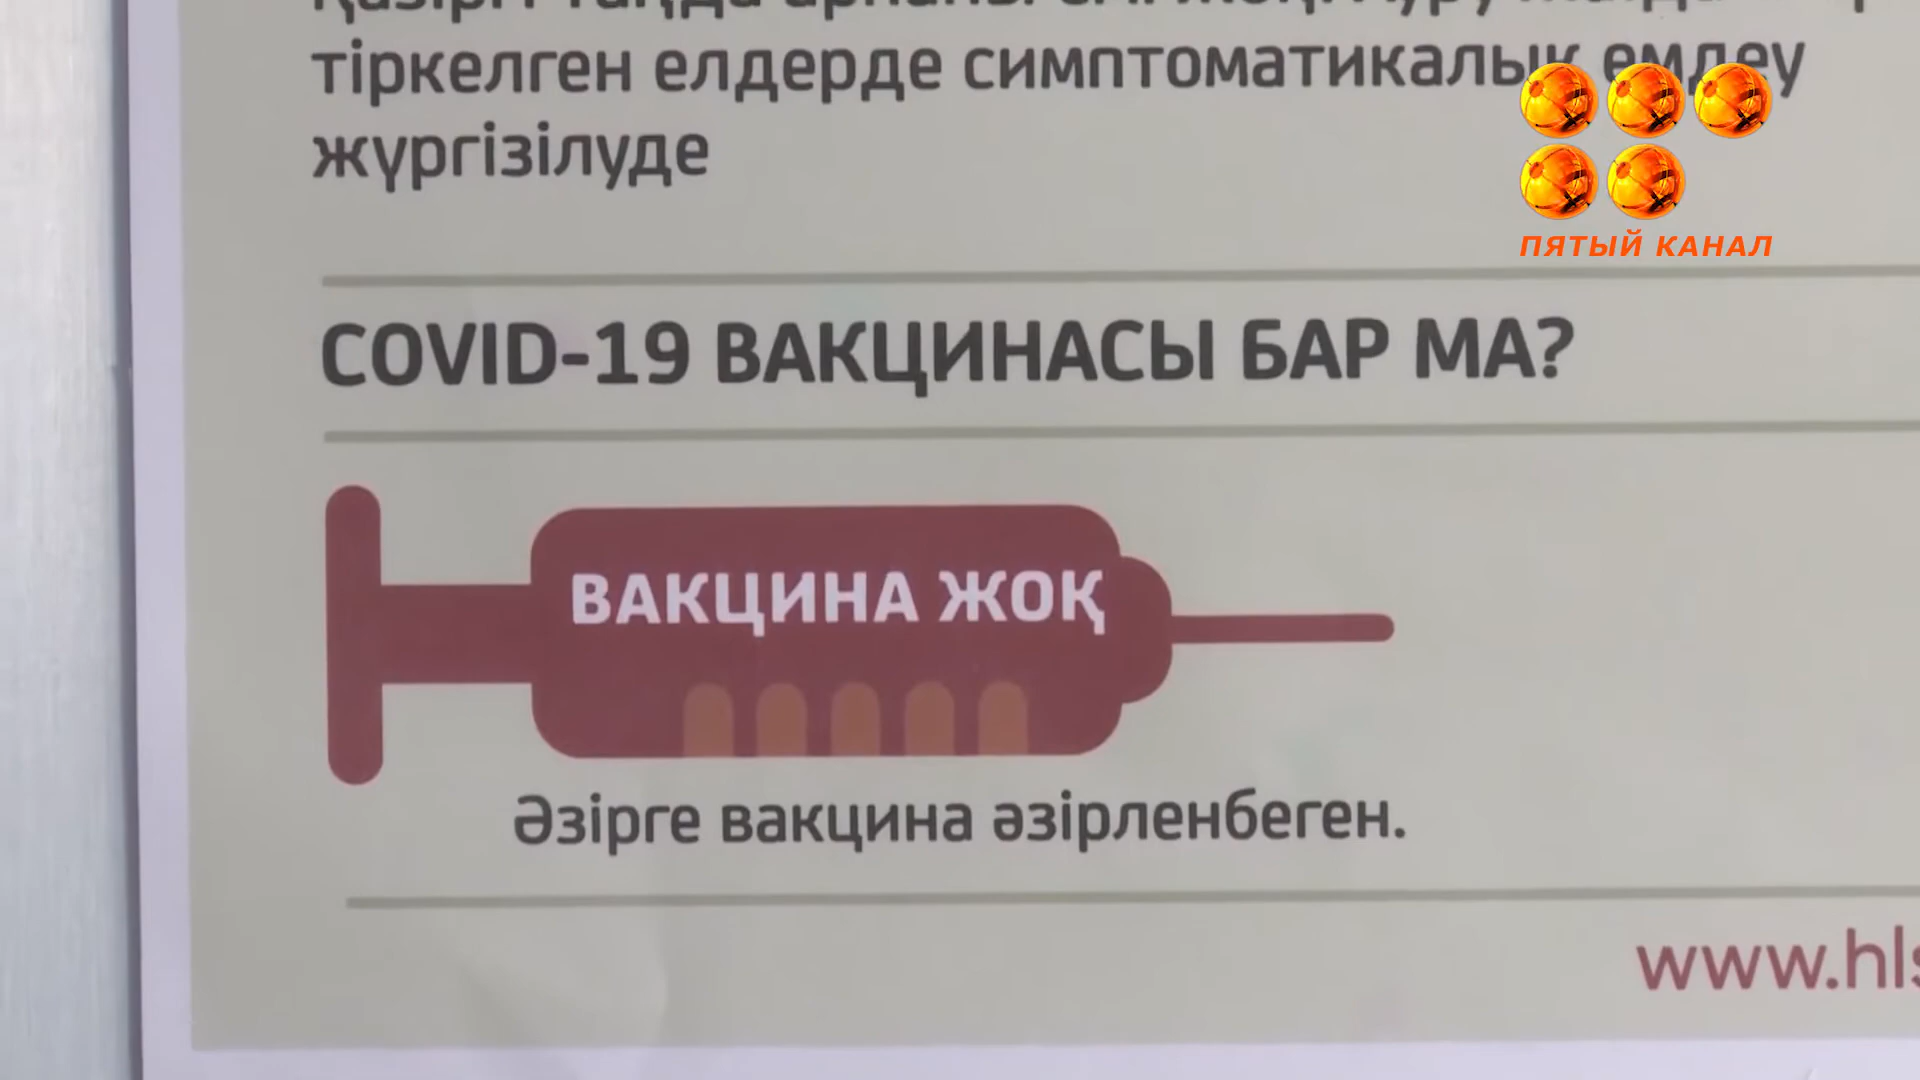 тіркелген елдерде симптоматикалық емдеу
жүргізілуде
ПЯТЫЙ КАНАЛ
COVID-19 ВАКЦИНАСЫ БАР МА?
ВАКЦИНА ЖОҚ
Әзірге вакцина әзірленбеген.